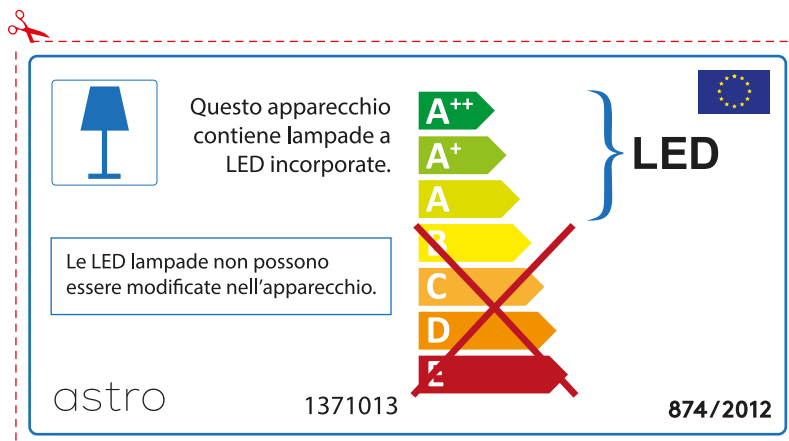 Questo apparecchio
contiene lampade a
LED incorporate.
A++
A+
A
B
C
D
E
LED
Le LED lampade non possono
essere modificate nell'apparecchio.
astro
1371013
874/2012